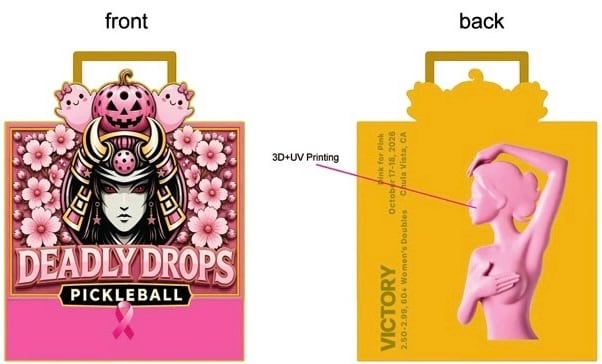 front
back
DEADLY DROPS
PICKLEBALL
3D+UV Printing
Dink for Pink
October 17-18, 2026
Chula Vista, CA
VICTORY
2.50-2.99, 60+ Women's Doubles